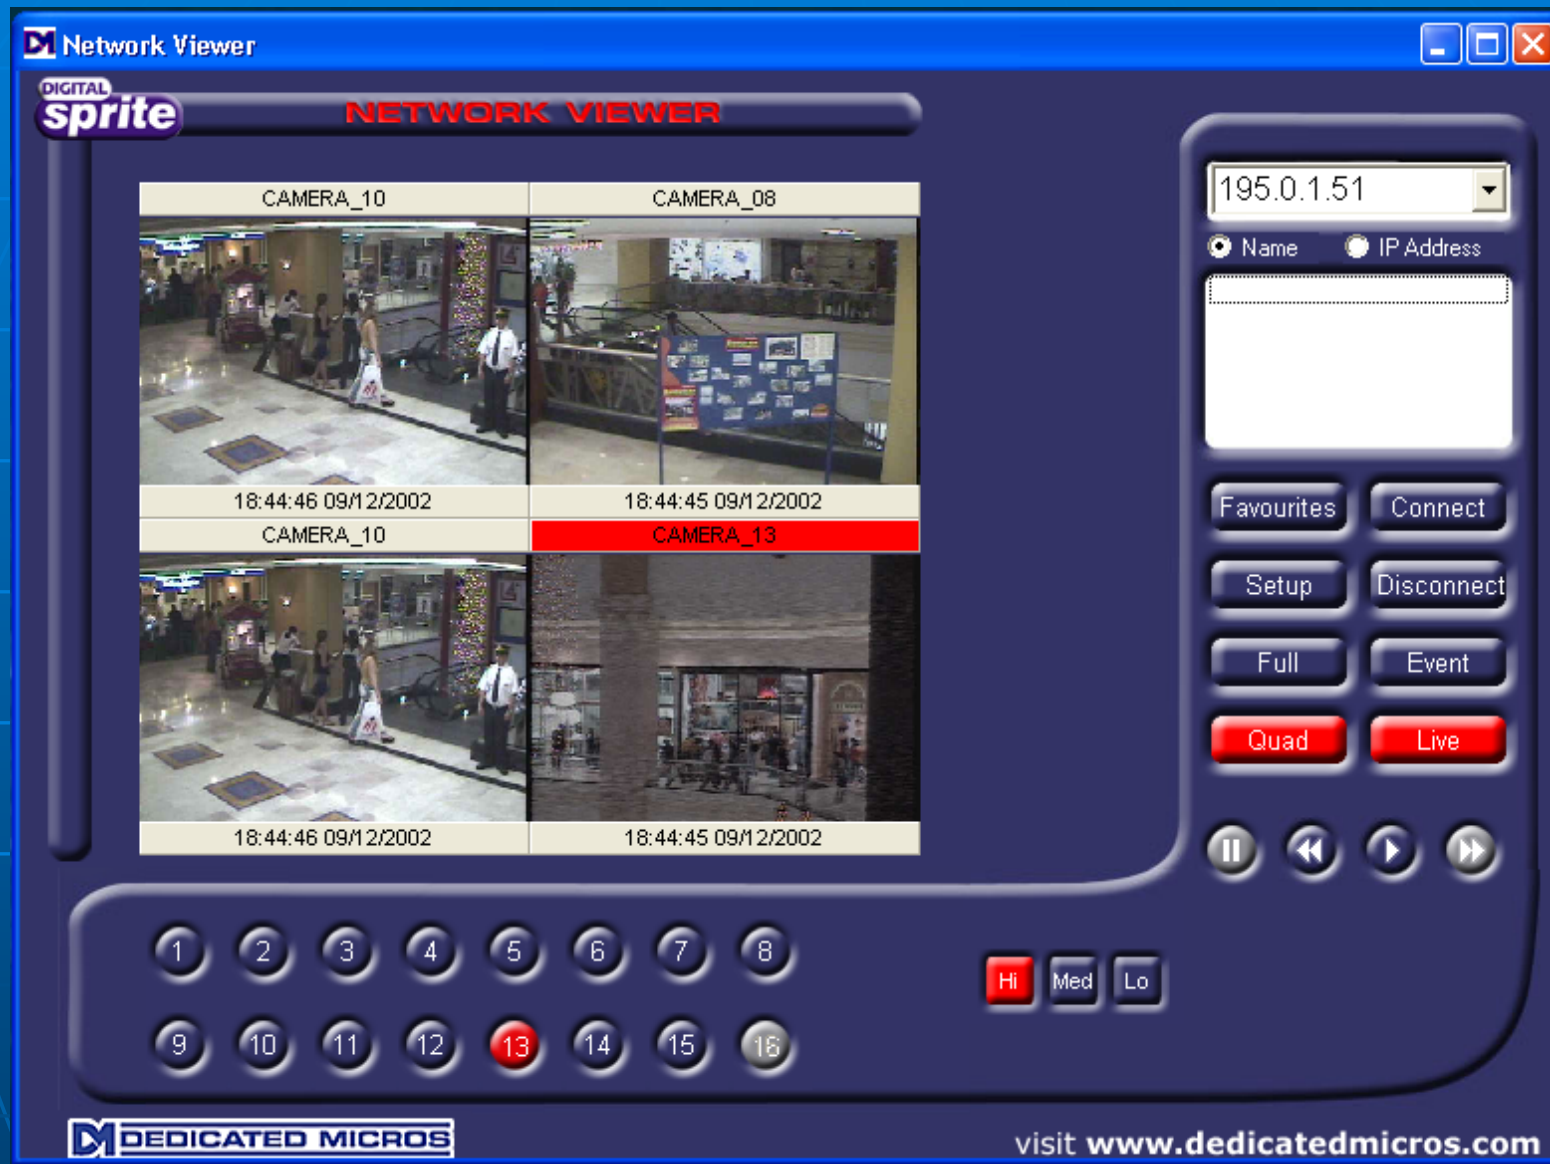 Network Viewer
DIGITAL
sprite
NETWORK VIEWER
CAMERA_10
CAMERA_08
18:44:46 09/12/2002
18:44:45 09/12/2002
CAMERA_10
CAMERA_13
18:44:46 09/12/2002
18:44:45 09/12/2002
195.0.1.51
Name
IP Address
Favourites
Connect
Setup
Disconnect
Full
Event
Quad
Live
1 2 3 4 5 6 7 8
9 10 11 12 13 14 15 16
Hi Med Lo
DM DEDICATED MICROS
visit www.dedicatedmicros.com